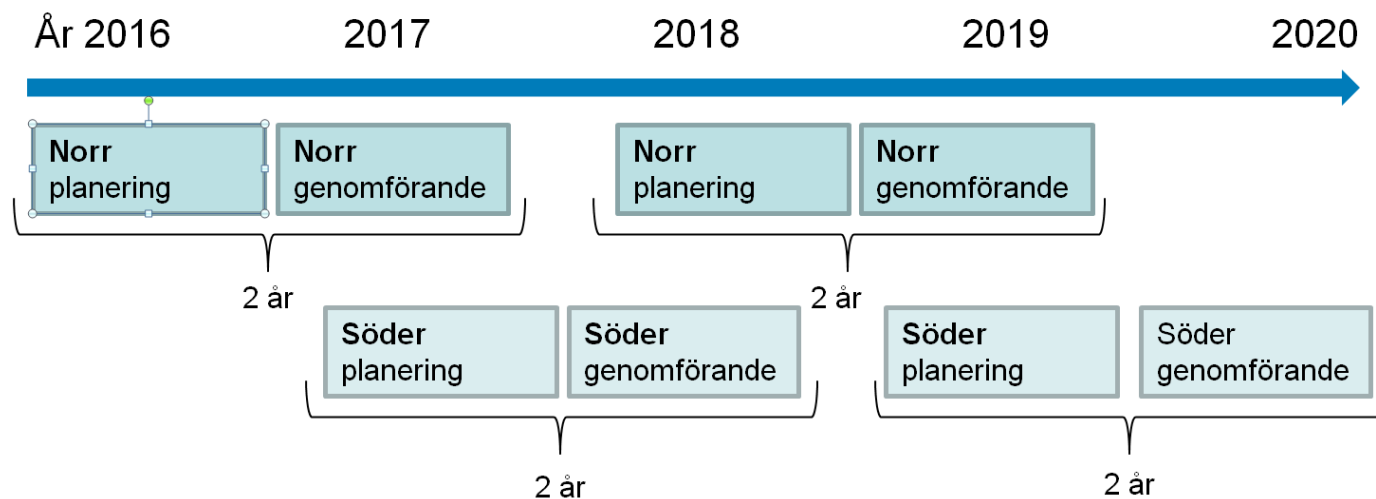 År 2016 2017 2018 2019 2020
Norr
planering
Norr
genomförande
Norr
planering
Norr
genomförande
2 år
2 år
Söder
planering
Söder
genomförande
Söder
planering
Söder
genomförande
2 år
2 år